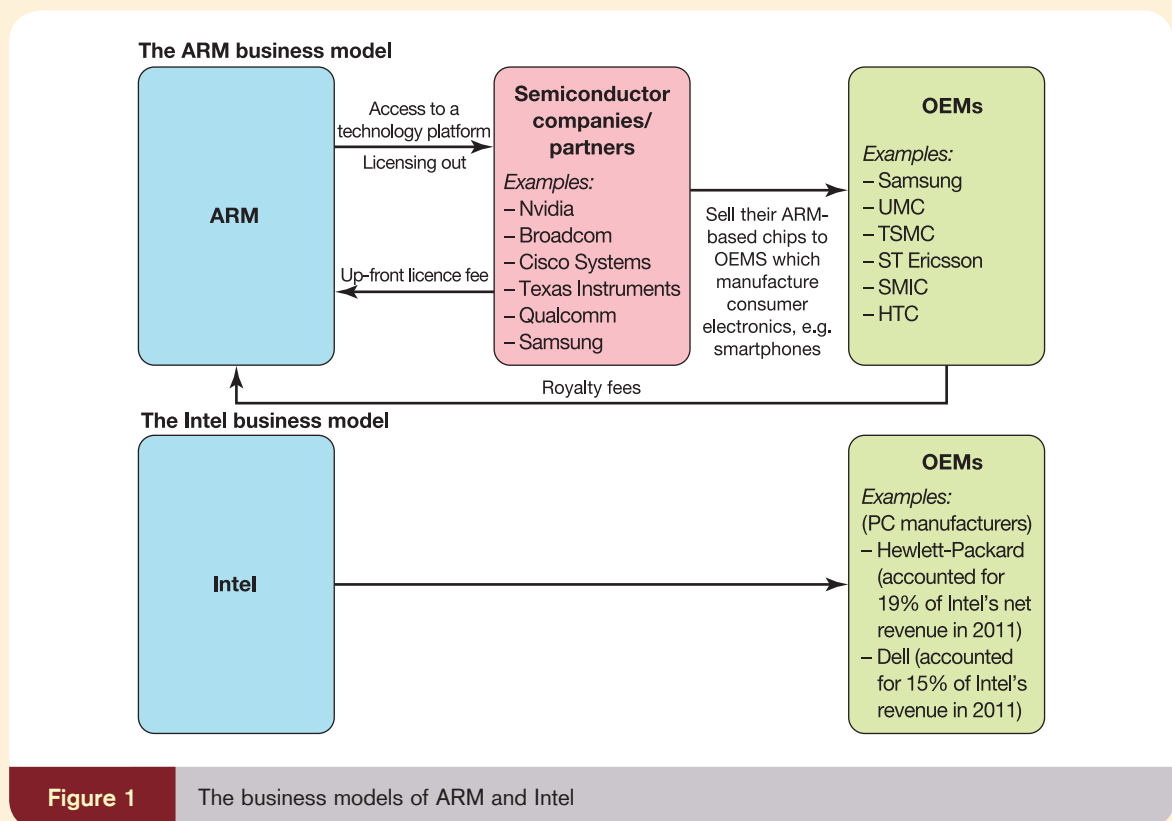 The ARM business model
ARM
Access to a
technology platform
Licensing out
Up-front licence fee
Semiconductor
companies/
partners
Examples:
– Nvidia
– Broadcom
– Cisco Systems
– Texas Instruments
– Qualcomm
– Samsung
Sell their ARM-
based chips to
OEMS which
manufacture
consumer
electronics, e.g.
smartphones
OEMs
Examples:
– Samsung
– UMC
– TSMC
– ST Ericsson
– SMIC
– HTC
Royalty fees
The Intel business model
Intel
OEMs
Examples:
(PC manufacturers)
– Hewlett-Packard
(accounted for
19% of Intel's net
revenue in 2011)
– Dell (accounted
for 15% of Intel's
revenue in 2011)
Figure 1 The business models of ARM and Intel